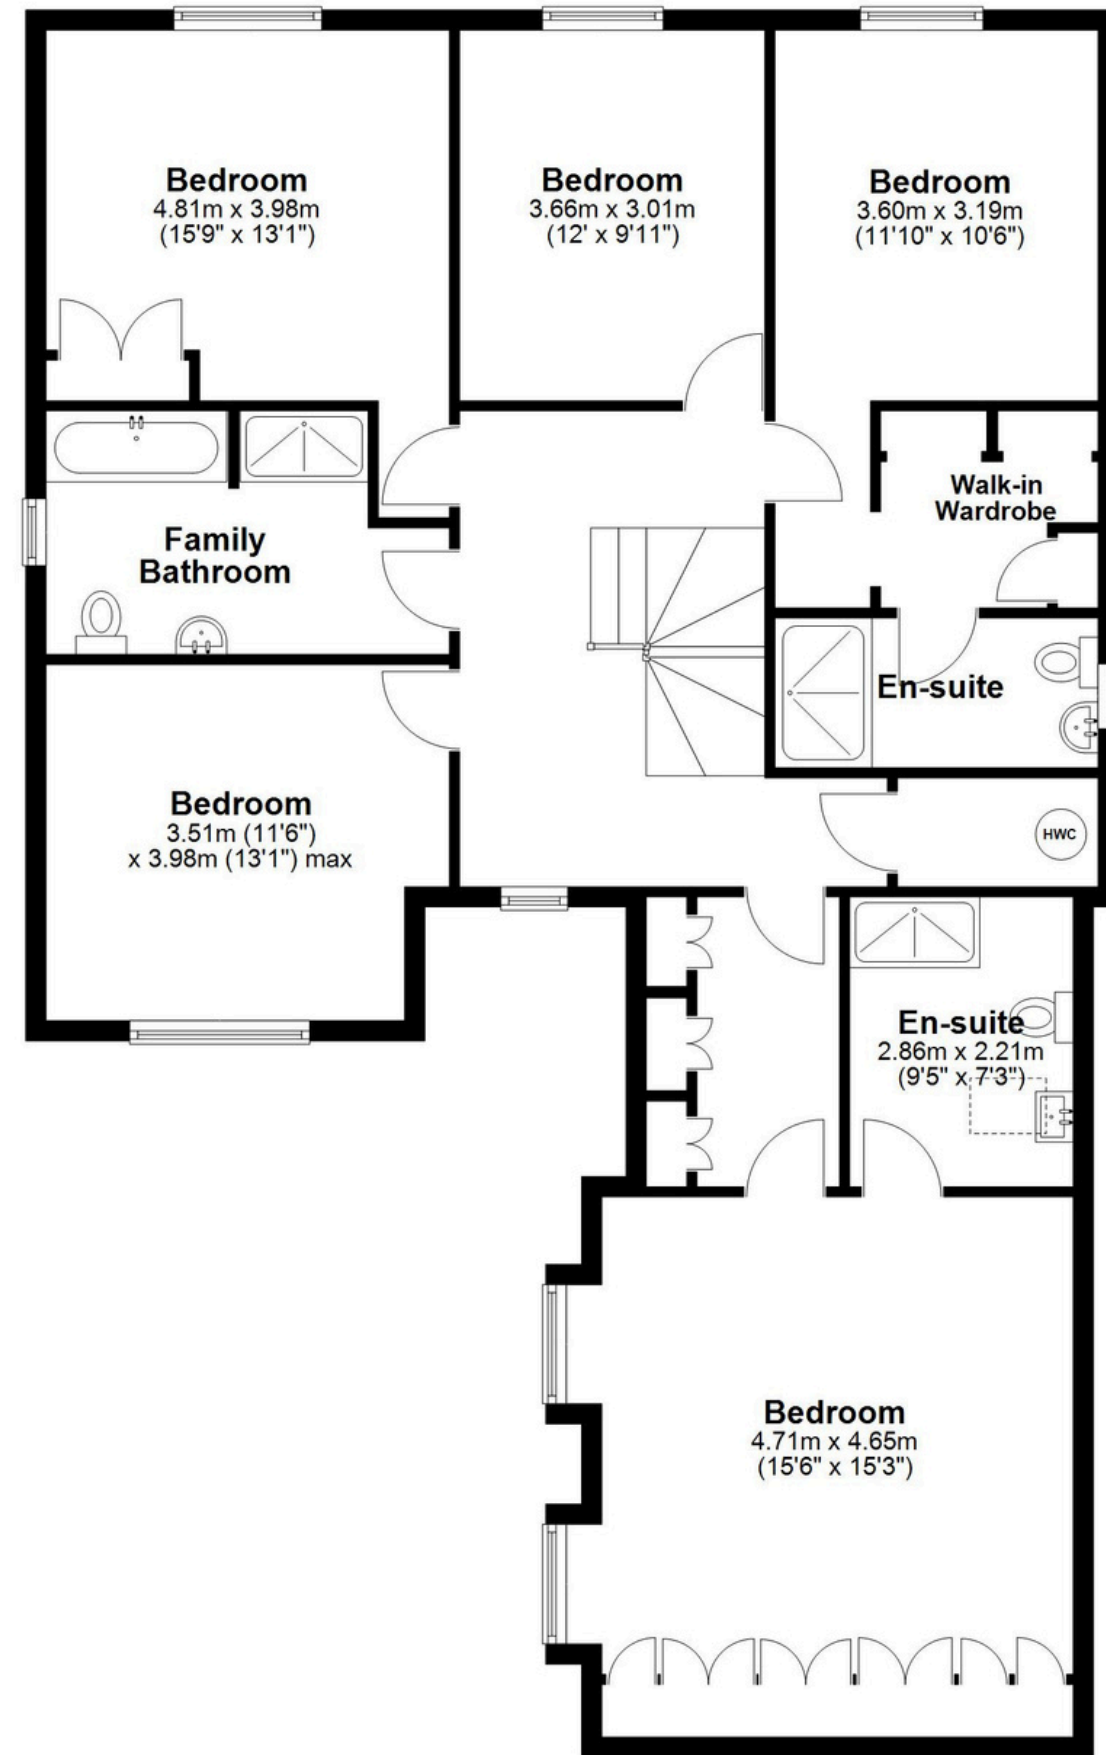 Bedroom
4.81m x 3.98m
(15'9" x 13'1")
Bedroom
3.66m x 3.01m
(12' x 9'11")
Bedroom
3.60m x 3.19m
(11'10" x 10'6")
Walk-in
Wardrobe
Family
Bathroom
En-suite
Bedroom
3.51m (11'6")
x 3.98m (13'1") max
HWC
En-suite
2.86m x 2.21m
(9'5" x 7'3")
Bedroom
4.71m x 4.65m
(15'6" x 15'3")